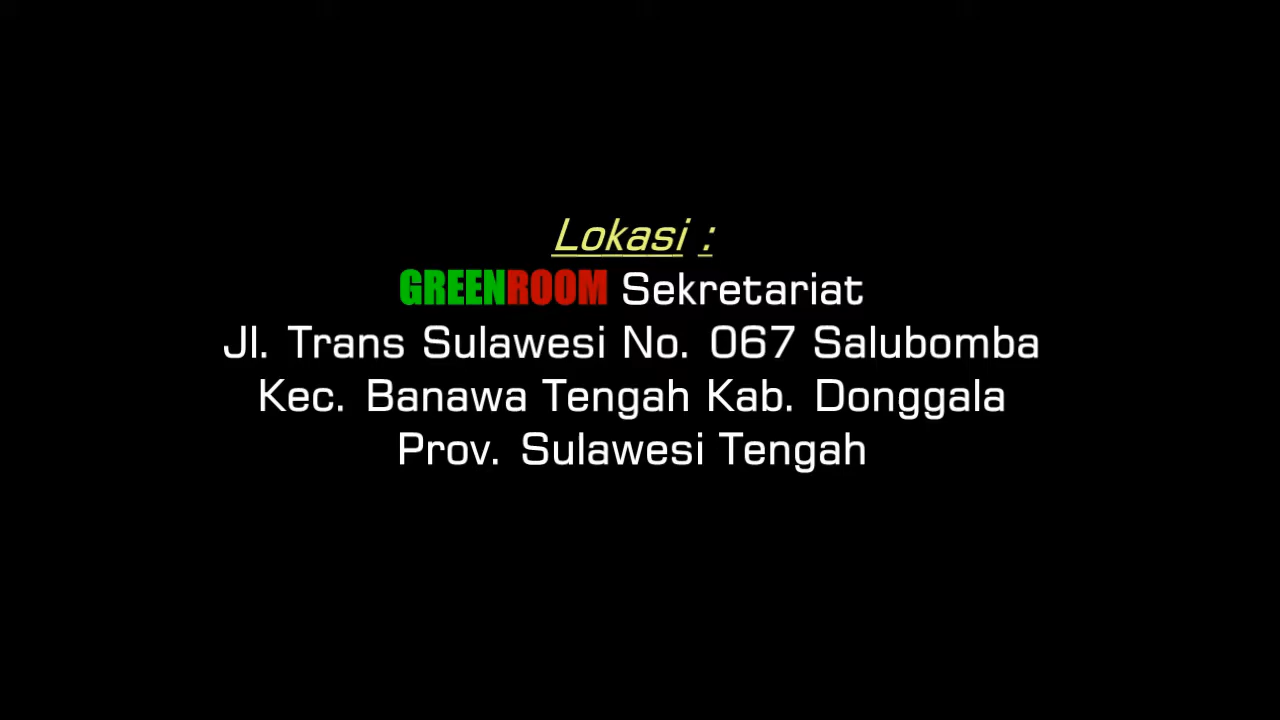 Lokasi :
GREENROOM Sekretariat
Jl. Trans Sulawesi No. 067 Salubomba
Kec. Banawa Tengah Kab. Donggala
Prov. Sulawesi Tengah